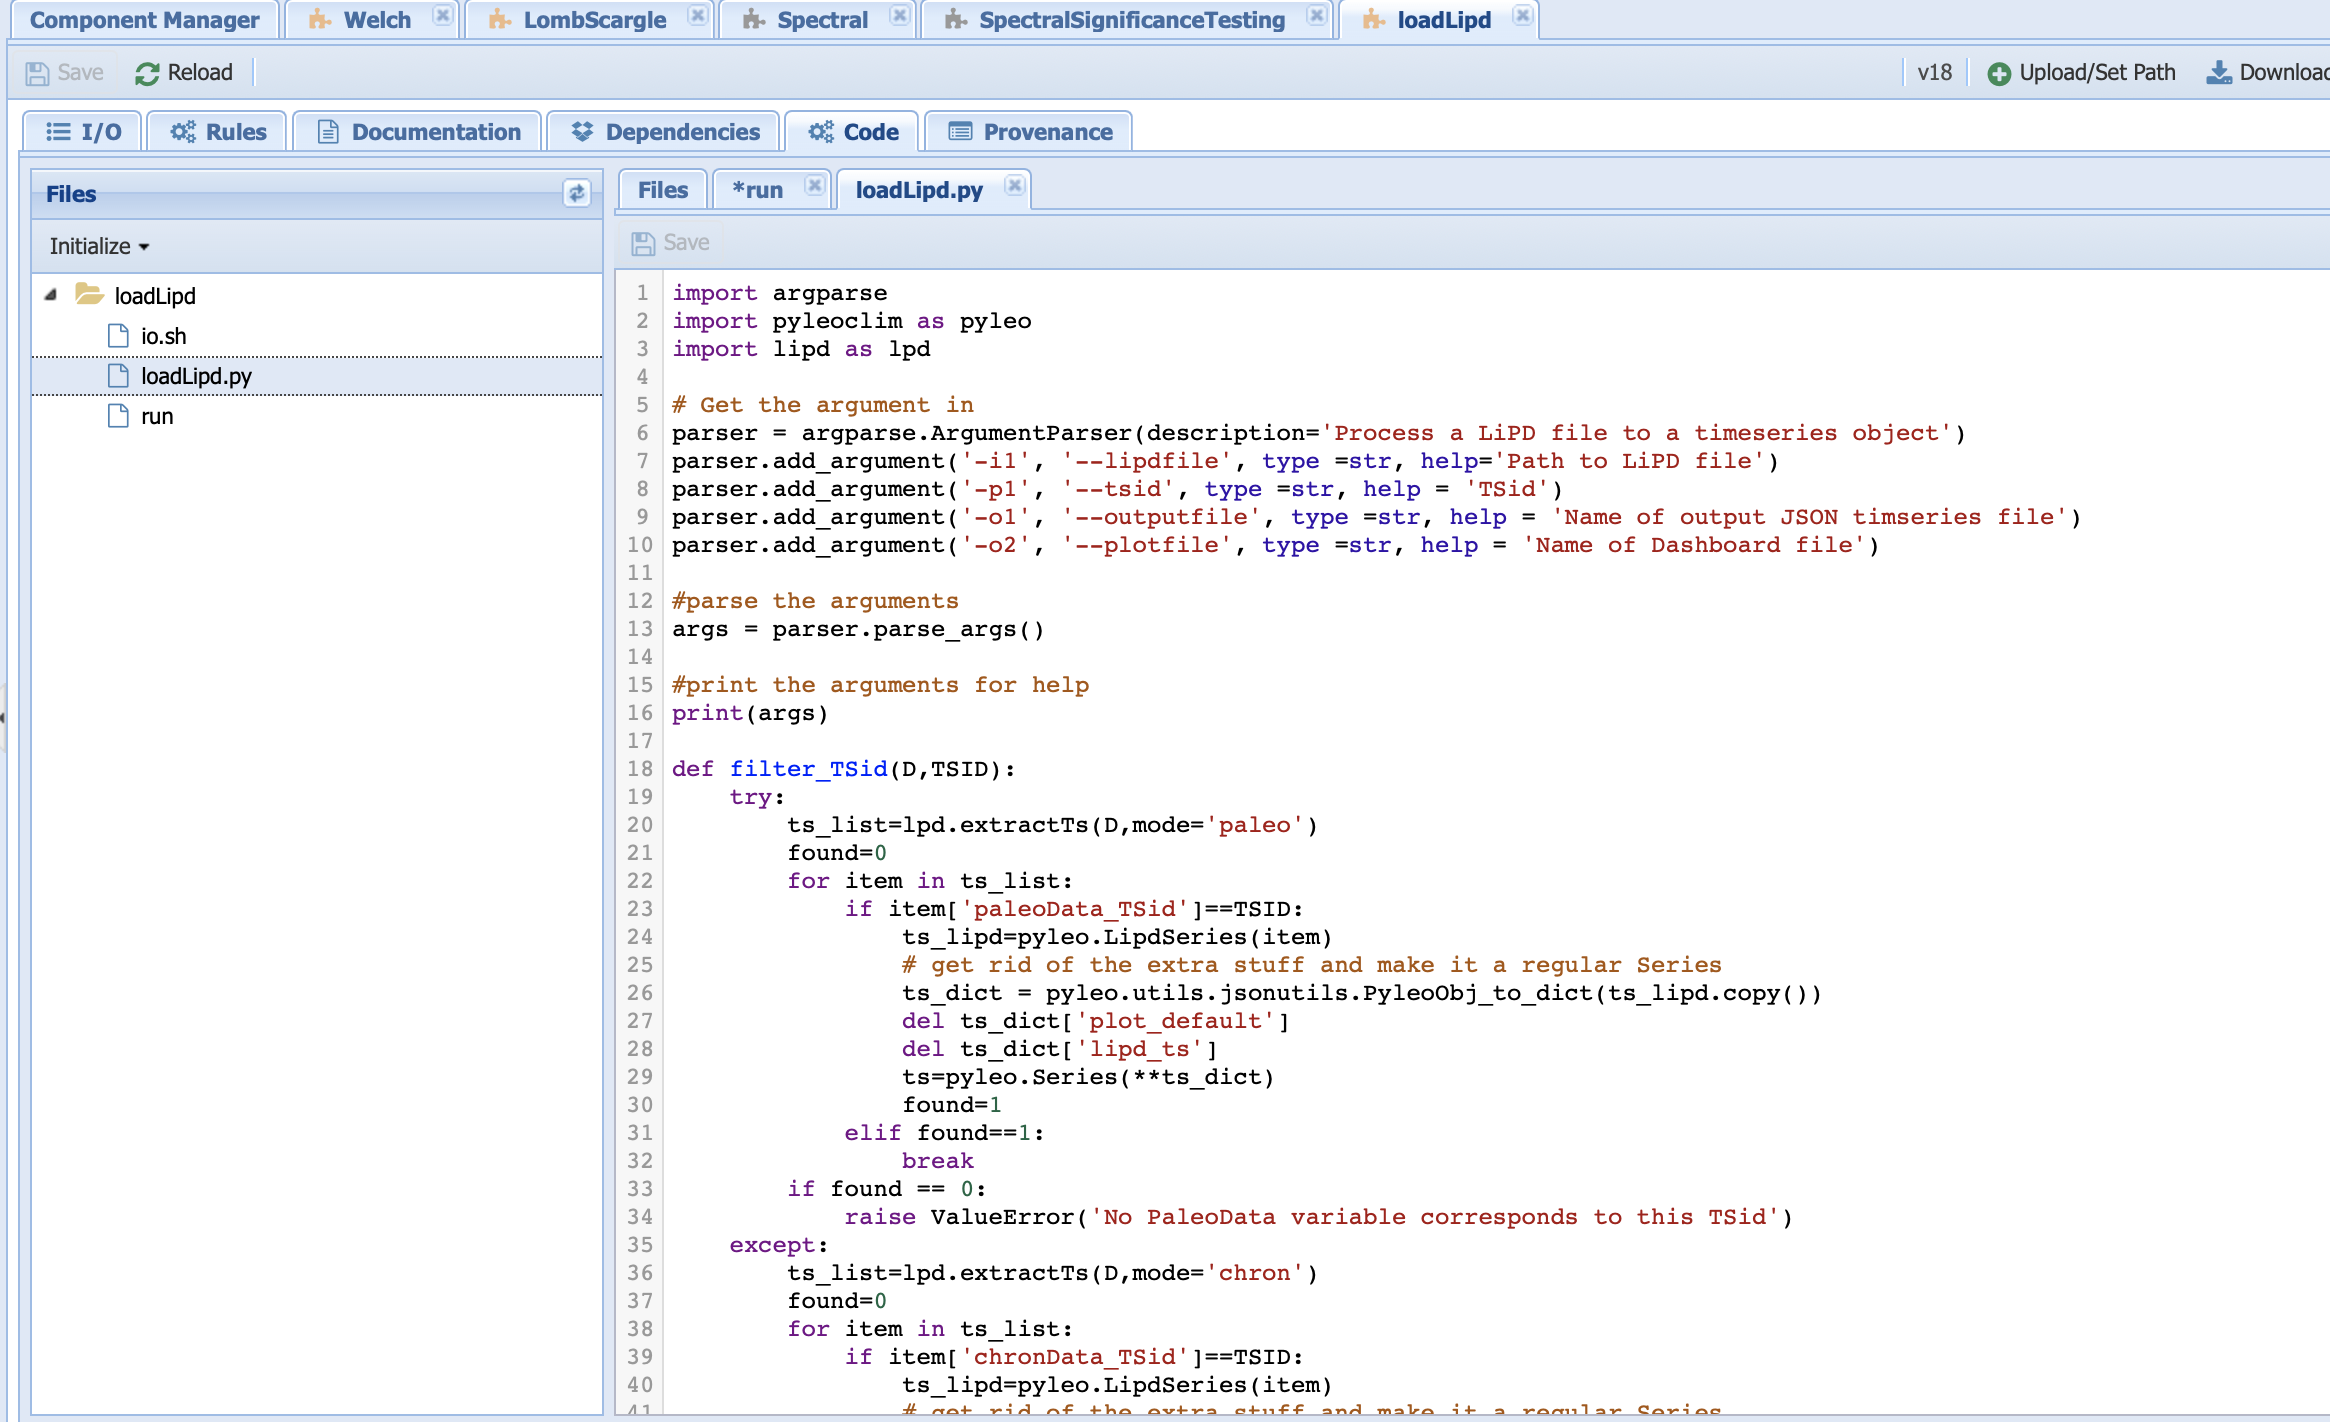 Component Manager Welch LombScargle Spectral SpectralSignificanceTesting loadLipd
Save Reload v18 Upload/Set Path Download
I/O Rules Documentation Dependencies Code Provenance
Files
Initialize
loadLipd
io.sh
loadLipd.py
run
Files *run loadLipd.py
Save
1 import argparse
2 import pyleoclim as pyleo
3 import lipd as lpd
4
5 # Get the argument in
6 parser = argparse.ArgumentParser(description='Process a LiPD file to a timeseries object')
7 parser.add_argument('-i1', '--lipdfile', type =str, help='Path to LiPD file')
8 parser.add_argument('-p1', '--tsid', type =str, help = 'TSid')
9 parser.add_argument('-o1', '--outputfile', type =str, help = 'Name of output JSON timseries file')
10 parser.add_argument('-o2', '--plotfile', type =str, help = 'Name of Dashboard file')
11
12 #parse the arguments
13 args = parser.parse_args()
14
15 #print the arguments for help
16 print(args)
17
18 def filter_TSid(D,TSID):
19     try:
20         ts_list=lpd.extractTs(D,mode='paleo')
21         found=0
22         for item in ts_list:
23             if item['paleoData_TSid']==TSID:
24                 ts_lipd=pyleo.LipdSeries(item)
25                 # get rid of the extra stuff and make it a regular Series
26                 ts_dict = pyleo.utils.jsonutils.PyleoObj_to_dict(ts_lipd.copy())
27                 del ts_dict['plot_default']
28                 del ts_dict['lipd_ts']
29                 ts=pyleo.Series(**ts_dict)
30                 found=1
31             elif found==1:
32                 break
33         if found == 0:
34             raise ValueError('No PaleoData variable corresponds to this TSid')
35     except:
36         ts_list=lpd.extractTs(D,mode='chron')
37         found=0
38         for item in ts_list:
39             if item['chronData_TSid']==TSID:
40                 ts_lipd=pyleo.LipdSeries(item)
41                 # get rid of the extra stuff and make it a regular Series